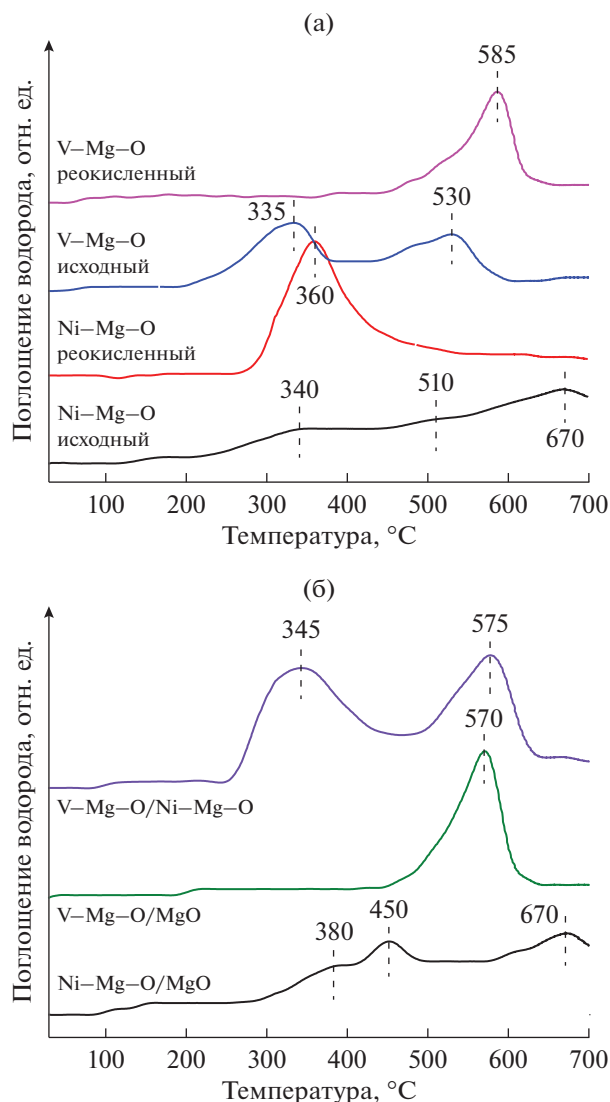 (а)
Поглощение водорода, отн. ед.
585
V–Mg–O
реокисленный
335
530
V–Mg–O
исходный
360
Ni–Mg–O
реокисленный
340
510
Ni–Mg–O
исходный
670
100 200 300 400 500 600 700
Температура, °C
(б)
Поглощение водорода, отн. ед.
345
575
570
V–Mg–O/Ni–Mg–O
V–Mg–O/MgO
450
670
380
Ni–Mg–O/MgO
100 200 300 400 500 600 700
Температура, °C